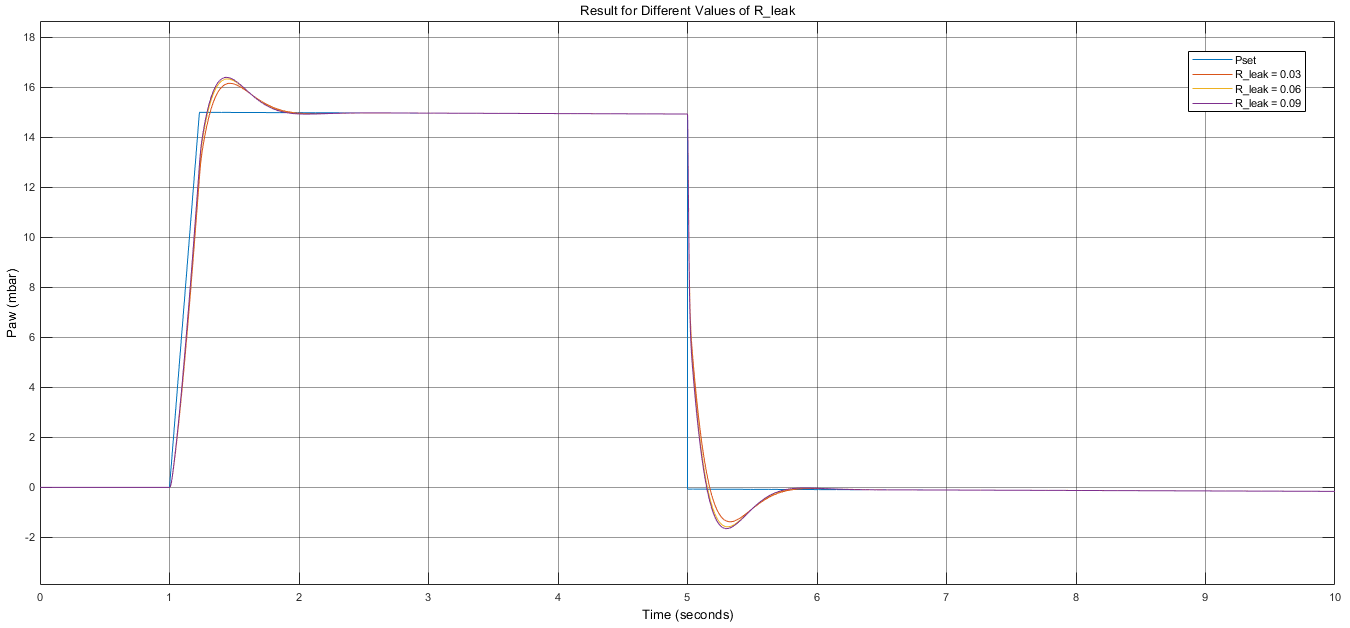 Result for Different Values of R_leak
18
16
14
12
10
8
6
4
2
0
-2
Paw (mbar)
Pset
R_leak = 0.03
R_leak = 0.06
R_leak = 0.09
0 1 2 3 4 5 6 7 8 9 10
Time (seconds)